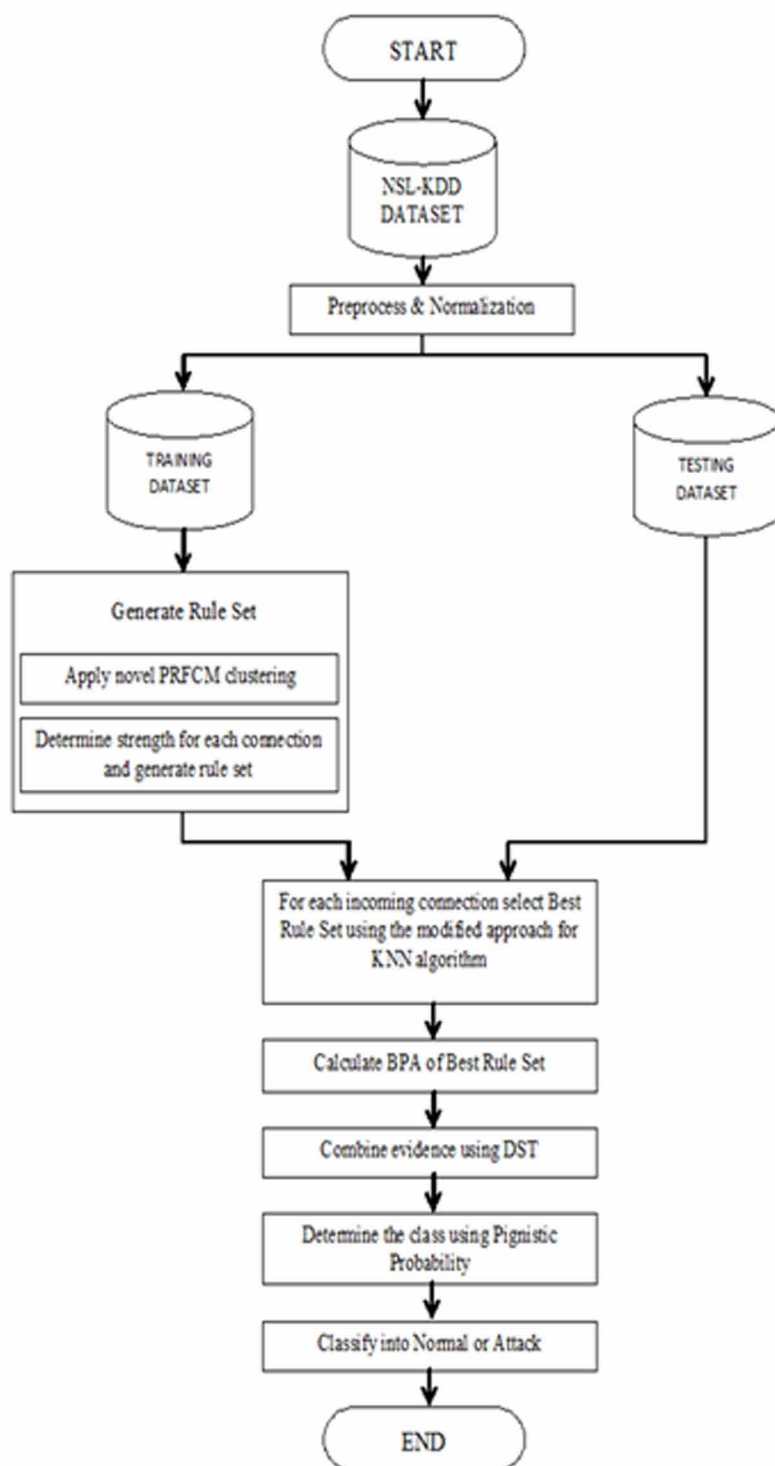 START
NSL-KDD
DATASET
Preprocess & Normalization
TRAINING
DATASET
TESTING
DATASET
Generate Rule Set
Apply novel PRFCM clustering
Determine strength for each connection
and generate rule set
For each incoming connection select Best
Rule Set using the modified approach for
KNN algorithm
Calculate BPA of Best Rule Set
Combine evidence using DST
Determine the class using Pignistic
Probability
Classify into Normal or Attack
END